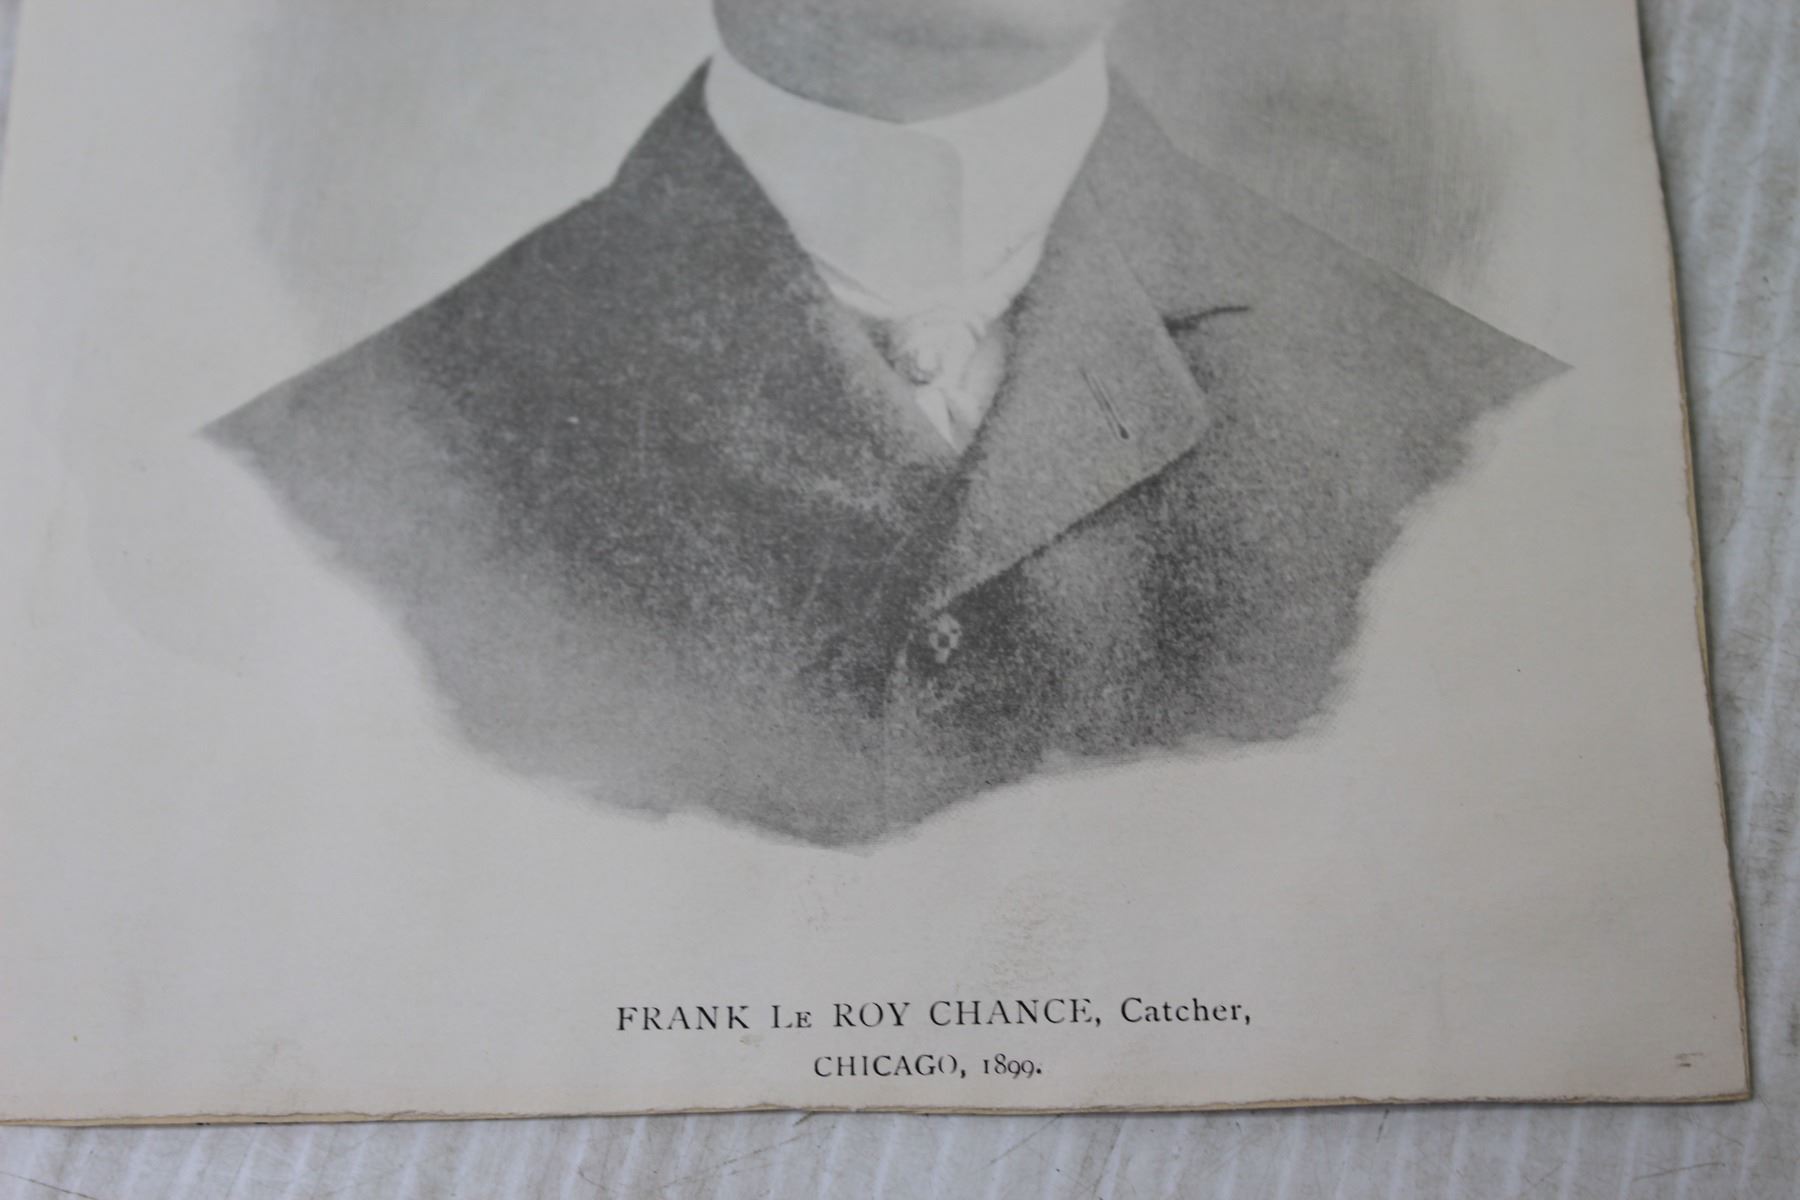 FRANK LE ROY CHANCE, Catcher,
CHICAGO, 1899.